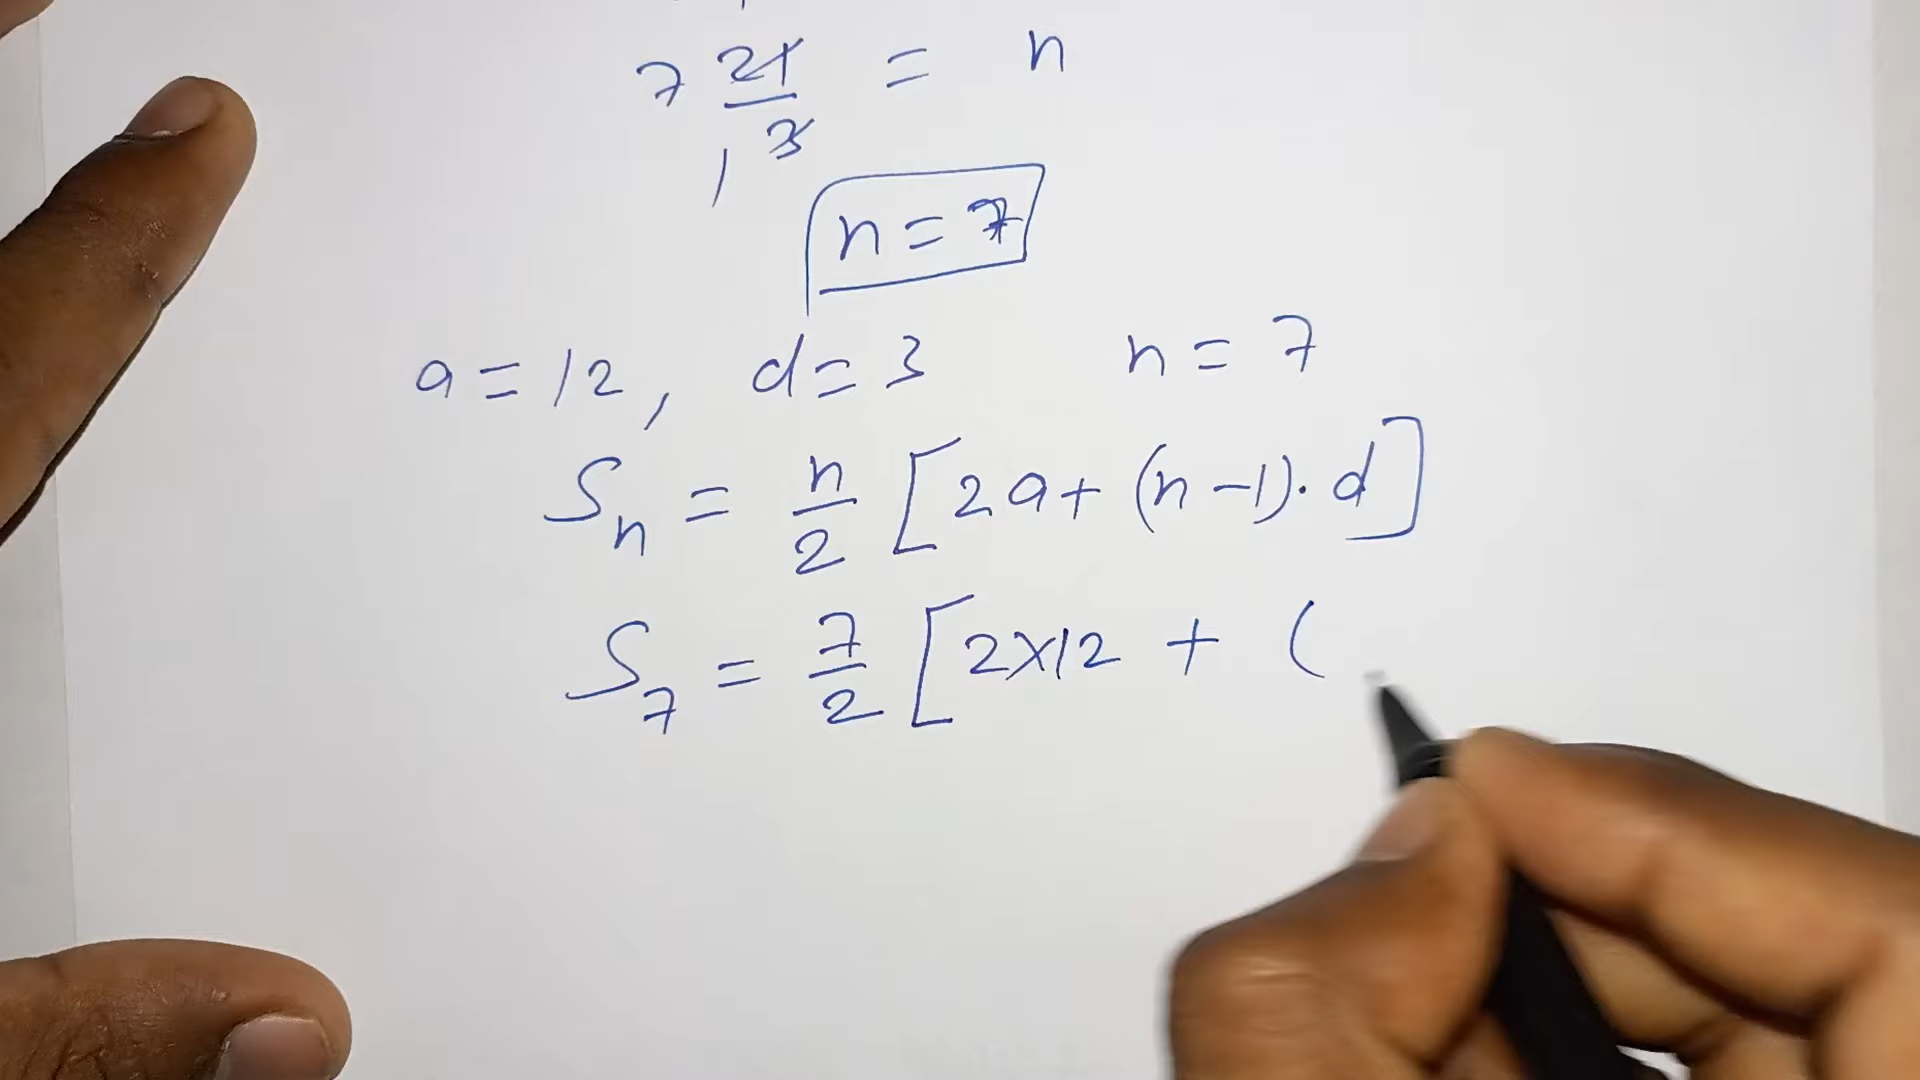 7 21/3 = n
1
n = 7
a = 12, d = 3 n = 7
Sn = n/2 [2a + (n - 1) · d]
S7 = 7/2 [2×12 + (